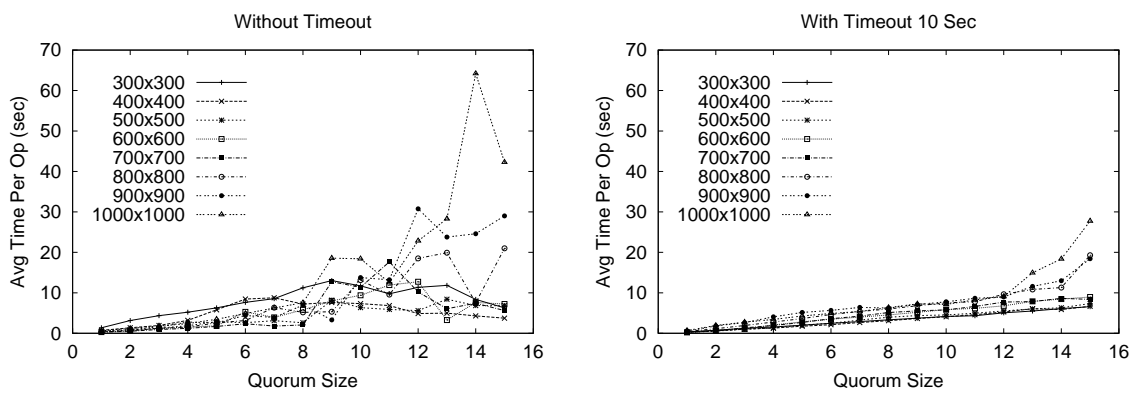 Without Timeout
Avg Time Per Op (sec)
70
60
50
40
30
20
10
0
300x300
400x400
500x500
600x600
700x700
800x800
900x900
1000x1000
0 2 4 6 8 10 12 14 16
Quorum Size
With Timeout 10 Sec
Avg Time Per Op (sec)
70
60
50
40
30
20
10
0
300x300
400x400
500x500
600x600
700x700
800x800
900x900
1000x1000
0 2 4 6 8 10 12 14 16
Quorum Size